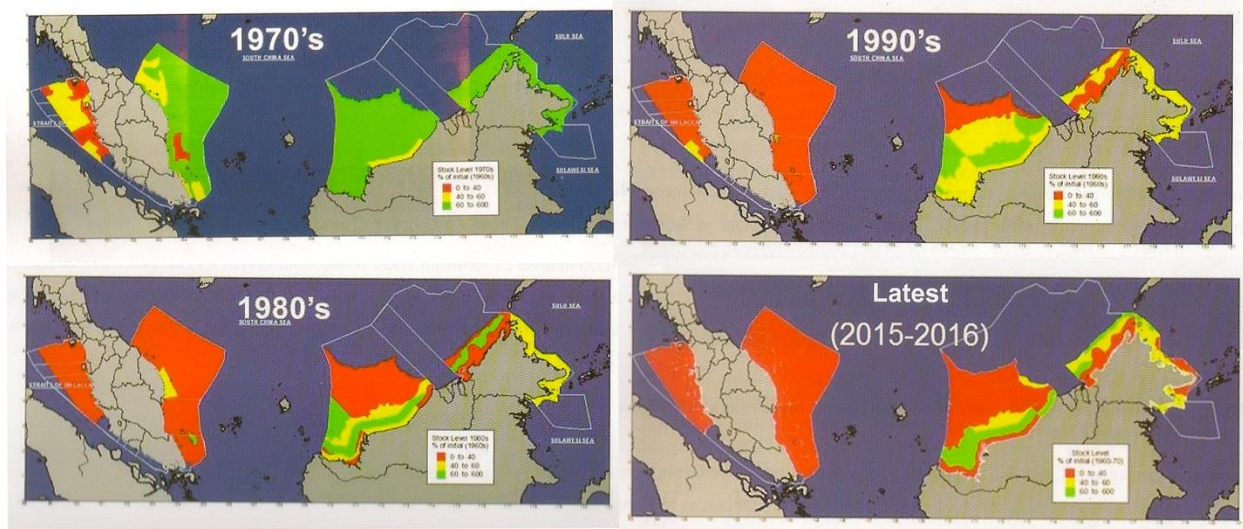 1970's
SOUTH CHINA SEA
SULU SEA
STRAITS OF
SULAWESI SEA
Stock Level 1970s
% of initial (1960s)
0 to 40
40 to 60
60 to 600
1990's
SOUTH CHINA SEA
SULU SEA
STRAITS OF MALACCA
SULAWESI SEA
Stock Level 1990s
% of initial (1960s)
0 to 40
40 to 60
60 to 600
1980's
SOUTH CHINA SEA
SULU SEA
STRAITS OF MALACCA
SULAWESI SEA
Stock Level 1980s
% of initial (1960s)
0 to 40
40 to 60
60 to 600
Latest
(2015-2016)
Stock Level
% of initial (1960-70)
0 to 40
40 to 60
60 to 600